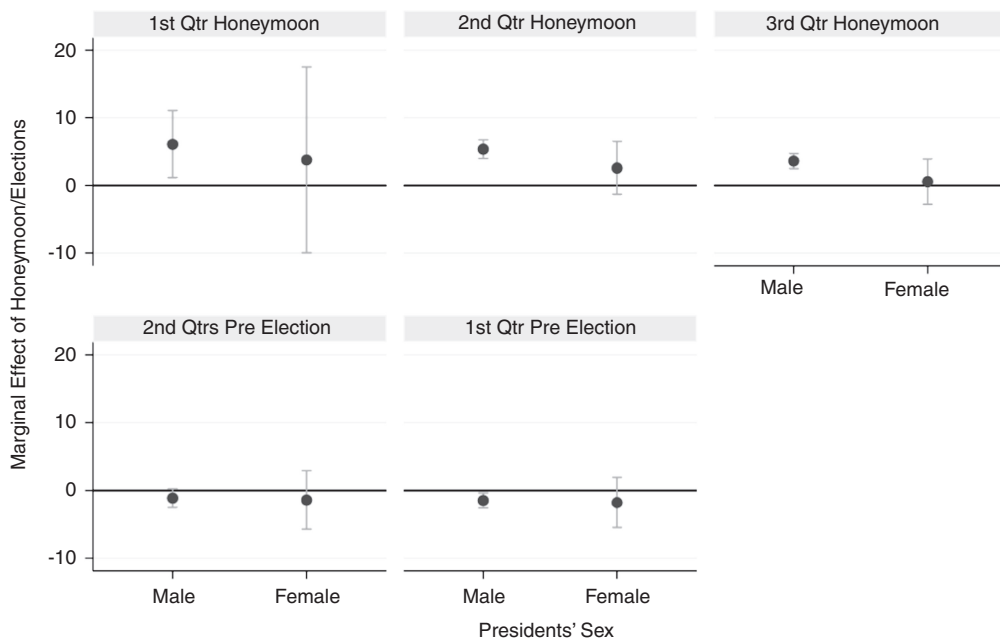 1st Qtr Honeymoon
2nd Qtr Honeymoon
3rd Qtr Honeymoon
20
10
0
-10
Male
Female
2nd Qtrs Pre Election
1st Qtr Pre Election
20
10
0
-10
Male
Female
Male
Female
Presidents' Sex
Marginal Effect of Honeymoon/Elections